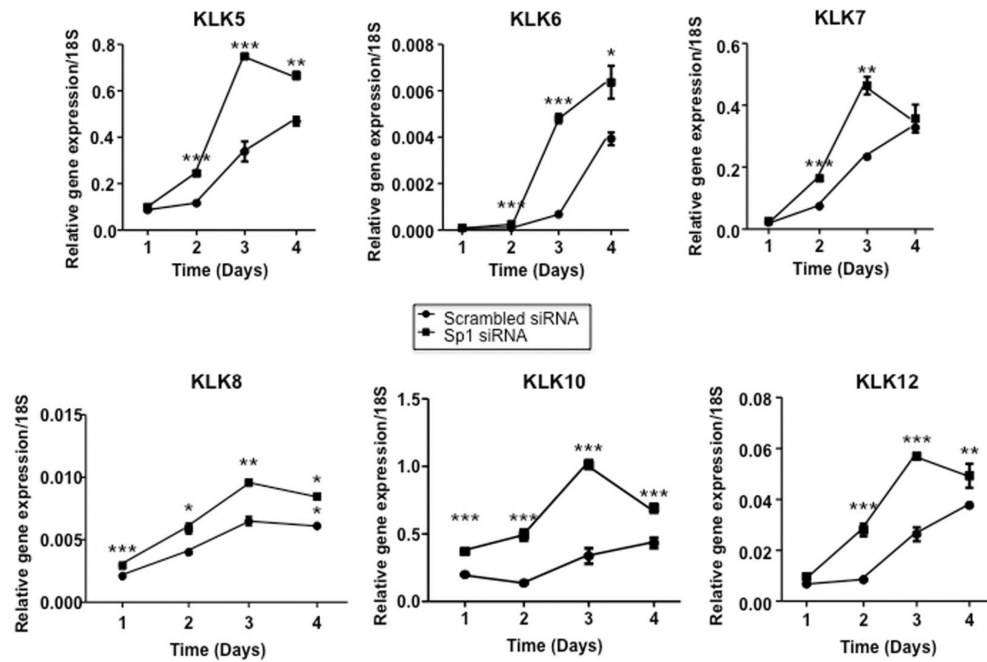 KLK5
Relative gene expression/18S
0.8
0.6
0.4
0.2
0.0
***
***
**
1 2 3 4
Time (Days)
KLK6
Relative gene expression/18S
0.008
0.006
0.004
0.002
0.000
***
***
*
1 2 3 4
Time (Days)
KLK7
Relative gene expression/18S
0.6
0.4
0.2
0.0
***
**
1 2 3 4
Time (Days)
Scrambled siRNA
Sp1 siRNA
KLK8
Relative gene expression/18S
0.015
0.010
0.005
0.000
***
*
**
*
*
1 2 3 4
Time (Days)
KLK10
Relative gene expression/18S
1.5
1.0
0.5
0.0
***
***
***
***
1 2 3 4
Time (Days)
KLK12
Relative gene expression/18S
0.08
0.06
0.04
0.02
0.00
***
***
**
1 2 3 4
Time (Days)